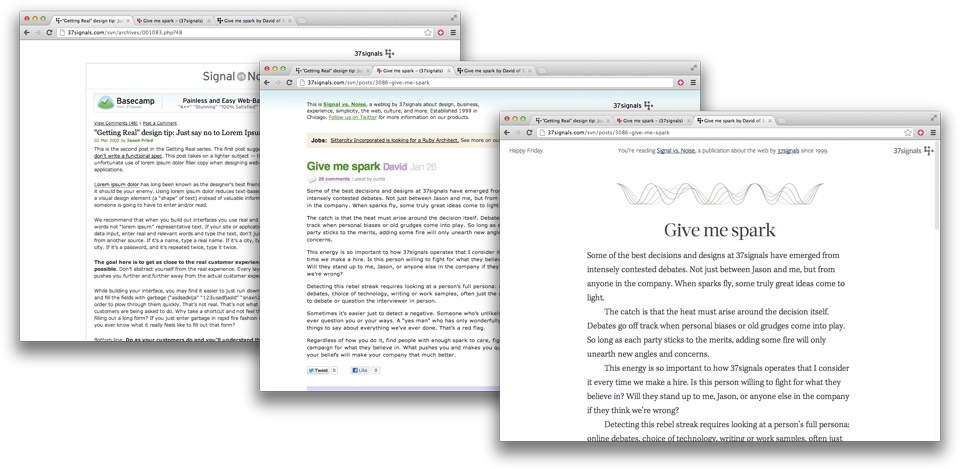 "Getting Real" design tip: Jus
Give me spark – (37signals)
Give me spark by David of 3
37signals.com/svn/archives/001083.php?48
37signals
Signal vs No
Basecamp
Painless and Easy Web-Ba
"A++" "Stunning" "100% Satisfied"
View Comments (48) | Post a Comment
"Getting Real" design tip: Just say no to Lorem Ipsu
02 Mar 2005 by Jason Fried
This is the second post in the Getting Real series. The first post sugge
don't write a functional spec. This post takes on a lighter subject —
unfortunate use of lorem ipsum filler copy when designing web-
applications.
Lorem ipsum dolor has long been known as the designer's best frien
it should be your enemy. Using lorem ipsum dolor reduces text-base
a visual design element (a "shape" of text) instead of valuable inform
someone is going to have to enter and/or read.
We recommend that when you build out interfaces you use real and
words not "lorem ipsum" representative text. If your site or applicatio
data input, enter real and relevant words and type the text, don't jus
from another source. If it's a name, type a real name. If it's a city, ty
city. If it's a password, and it's repeated twice, type it twice.
The goal here is to get as close to the real customer experien
possible. Don't abstract yourself from the real experience. Every lay
pushes you further and further away from the actual customer exper
While building your interface, you may find it easier to just run down
and fill the fields with garbage
order to plow through them quickly. That's not real. That's not what
customers are being asked to do. Why take a shortcut and not feel th
filling out a long form? If you just enter garbage in rapid fire fashion
you ever know what it really feels like to fill out that form?
Bottom line: Do as your customers do and you'll understand th
"Getting Real" design tip: Jus
Give me spark – (37signals)
Give me spark by David of 3
37signals.com/svn/posts/3086-give-me-spark
This is Signal vs. Noise, a weblog by 37signals about design, business,
experience, simplicity, the web, culture, and more. Established 1999 in
Chicago. Follow us on Twitter for more information on our products.
37signals
Jobs: Sittercity Incorporated is looking for a Ruby Architect. See more on
Give me spark David Jan 26
28 comments Latest by curtis
Some of the best decisions and designs at 37signals have emerged from
intensely contested debates. Not just between Jason and me, but from an
in the company. When sparks fly, some truly great ideas come to light.
The catch is that the heat must arise around the decision itself. Debates
track when personal biases or old grudges come into play. So long as eac
party sticks to the merits, adding some fire will only unearth new angles a
concerns.
This energy is so important to how 37signals operates that I consider it
time we make a hire. Is this person willing to fight for what they believe
Will they stand up to me, Jason, or anyone else in the company if they t
we're wrong?
Detecting this rebel streak requires looking at a person's full persona:
debates, choice of technology, writing or work samples, often just the a
to debate or question the interviewer in person.
Sometimes it's easier just to detect a negative. Someone who's unlikel
ever question you or your ways. A "yes man" who has only wonderfull
things to say about everything we've ever done. That's a red flag.
Regardless of how you do it, find people with enough spark to care, fig
campaign for what they believe in. What pushes you and makes you qu
your beliefs will make your company that much better.
Tweet 0 Like 0
"Getting Real" design tip: Jus
Give me spark – (37signals)
Give me spark by David of 3
37signals.com/svn/posts/3086-give-me-spark
Happy Friday.
You're reading Signal vs. Noise, a publication about the web by 37signals since 1999.
37signals
Give me spark
Some of the best decisions and designs at 37signals have emerged from
intensely contested debates. Not just between Jason and me, but from
anyone in the company. When sparks fly, some truly great ideas come to
light.
The catch is that the heat must arise around the decision itself.
Debates go off track when personal biases or old grudges come into play.
So long as each party sticks to the merits, adding some fire will only
unearth new angles and concerns.
This energy is so important to how 37signals operates that I consider
it every time we make a hire. Is this person willing to fight for what they
believe in? Will they stand up to me, Jason, or anyone else in the company
if they think we're wrong?
Detecting this rebel streak requires looking at a person's full persona:
online debates, choice of technology, writing or work samples, often just